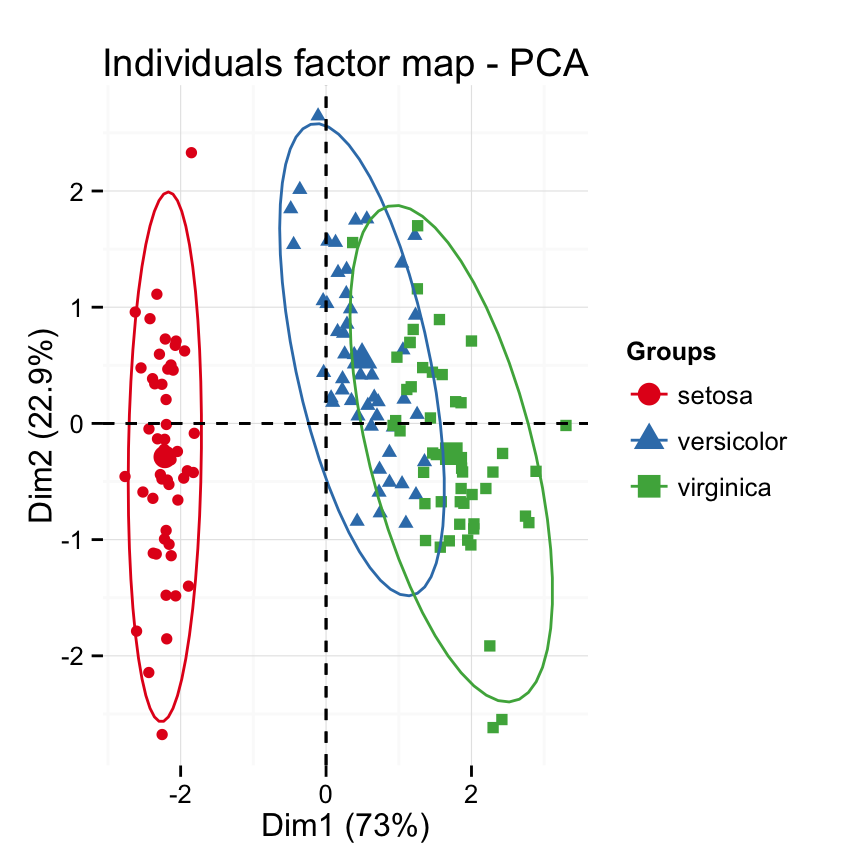 Individuals factor map - PCA
2
1
0
-1
-2
Dim2 (22.9%)
-2 0 2
Dim1 (73%)
Groups
setosa
versicolor
virginica